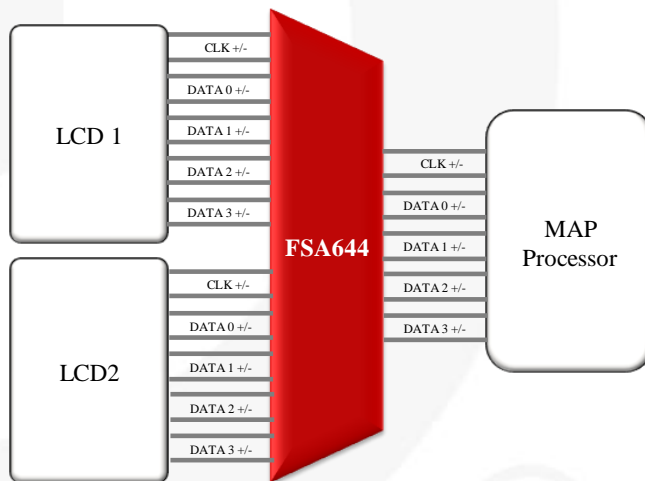 LCD 1
CLK +/-
DATA 0 +/-
DATA 1 +/-
DATA 2 +/-
DATA 3 +/-
LCD2
CLK +/-
DATA 0 +/-
DATA 1 +/-
DATA 2 +/-
DATA 3 +/-
FSA644
CLK +/-
DATA 0 +/-
DATA 1 +/-
DATA 2 +/-
DATA 3 +/-
MAP
Processor